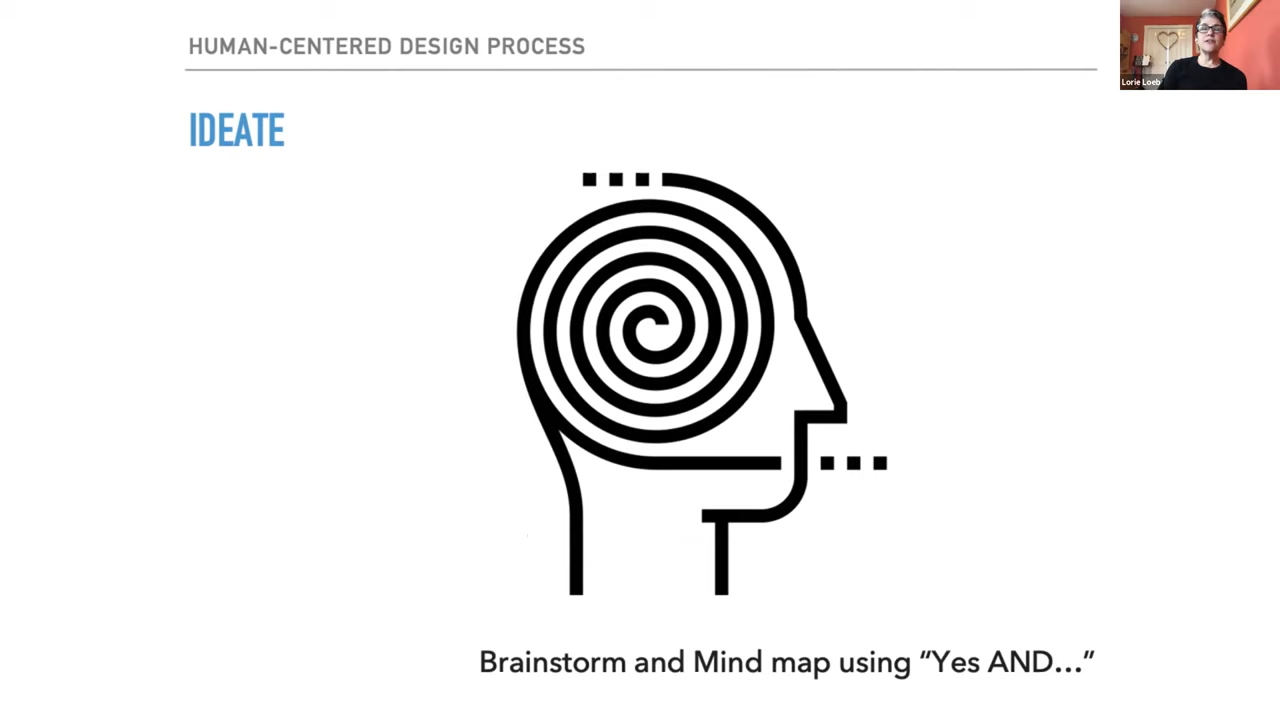 HUMAN-CENTERED DESIGN PROCESS
Lorie Loeb
IDEATE
Brainstorm and Mind map using “Yes AND…”